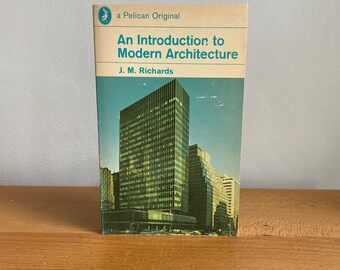 a Pelican Original
An Introduction to
Modern Architecture
J. M. Richards